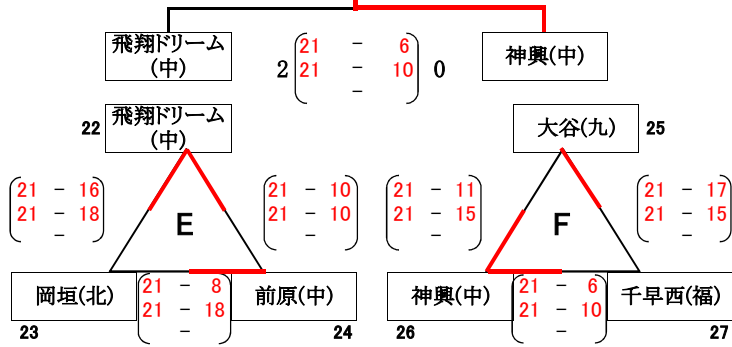 飛翔ドリーム
(中)
2
21 - 6
21 - 10
-
0
神興(中)
22
飛翔ドリーム
(中)
大谷(九)
25
21 - 16
21 - 18
-
E
21 - 10
21 - 10
-
21 - 11
21 - 15
-
F
21 - 17
21 - 15
-
岡垣(北)
21 - 8
21 - 18
-
前原(中)
神興(中)
21 - 6
21 - 10
-
千早西(福)
23
24
26
27